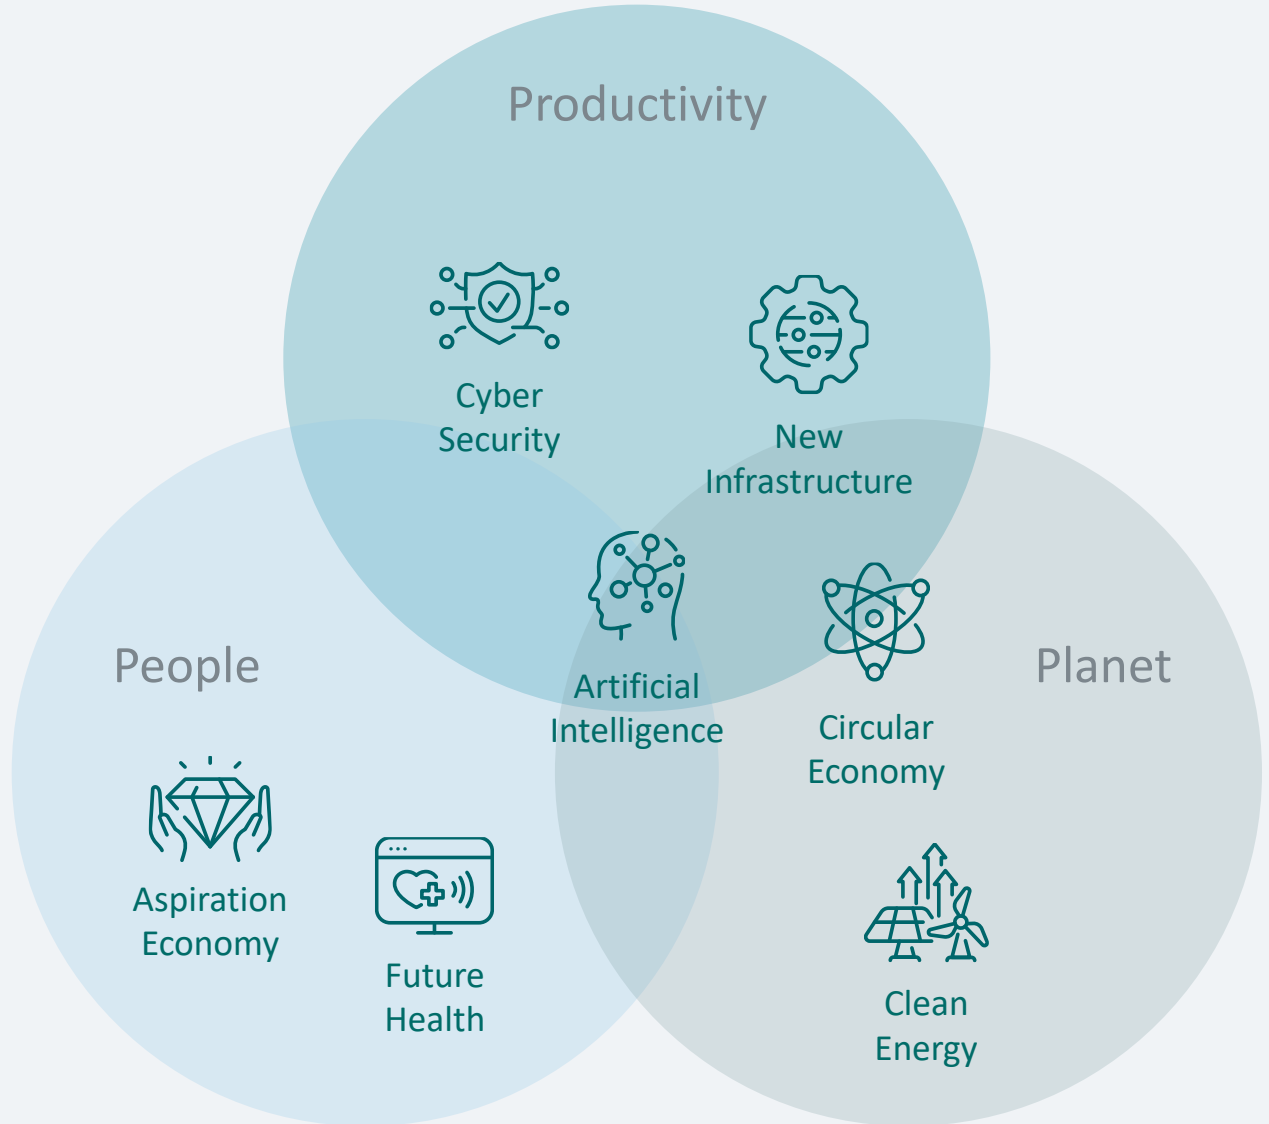 Productivity
Cyber
Security
New
Infrastructure
People
Artificial
Intelligence
Planet
Circular
Economy
Aspiration
Economy
Future
Health
Clean
Energy